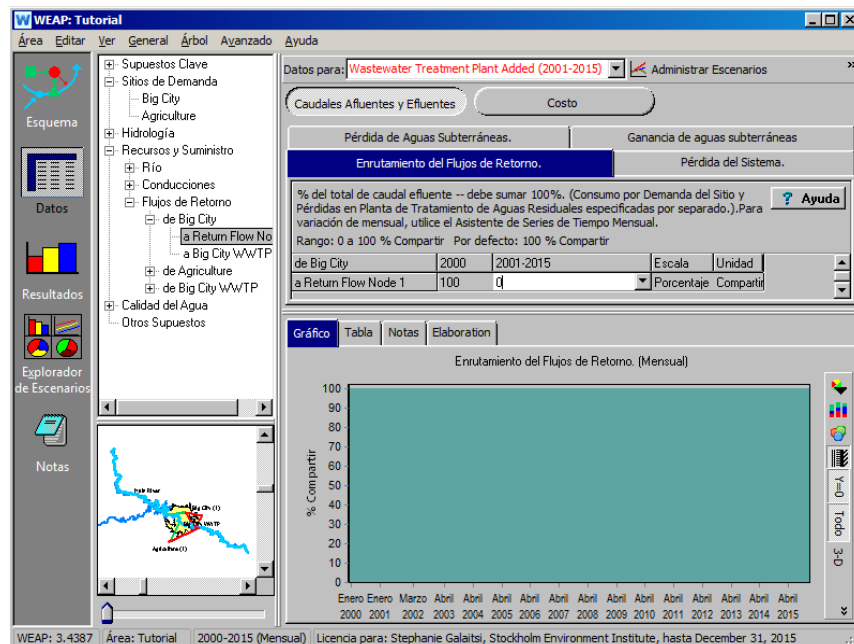 WEAP: Tutorial
Área Editar Ver General Árbol Avanzado Ayuda
Esquema
Datos
Resultados
Explorador
de Escenarios
Notas
Supuestos Clave
Sitios de Demanda
Big City
Agriculture
Hidrología
Recursos y Suministro
Río
Conducciones
Flujos de Retorno
de Big City
a Return Flow No
a Big City WWTP
de Agriculture
de Big City WWTP
Calidad del Agua
Otros Supuestos
Main River
Big City (1)
Big City WWTP
Agriculture (1)
Datos para: Wastewater Treatment Plant Added (2001-2015) Administrar Escenarios »
Caudales Afluentes y Efluentes Costo
Pérdida de Aguas Subterráneas. Ganancia de aguas subterráneas
Enrutamiento del Flujos de Retorno. Pérdida del Sistema.
% del total de caudal efluente -- debe sumar 100%. (Consumo por Demanda del Sitio y
Pérdidas en Planta de Tratamiento de Aguas Residuales especificadas por separado.).Para
variación de mensual, utilice el Asistente de Series de Tiempo Mensual.
Rango: 0 a 100 % Compartir Por defecto: 100 % Compartir
? Ayuda
de Big City 2000 2001-2015 Escala Unidad
a Return Flow Node 1 100 0 Porcentaje Compartir
Gráfico Tabla Notas Elaboration
Enrutamiento del Flujos de Retorno. (Mensual)
% Compartir
100
90
80
70
60
50
40
30
20
10
0
Enero Enero Marzo Abril Abril Abril Abril Abril Abril Abril Abril Abril Abril Abril Abril Abril
2000 2001 2002 2003 2004 2005 2006 2007 2008 2009 2010 2011 2012 2013 2014 2015
Y=0
Todo
3-D
WEAP: 3.4387 Área: Tutorial 2000-2015 (Mensual) Licencia para: Stephanie Galaitsi, Stockholm Environment Institute, hasta December 31, 2015